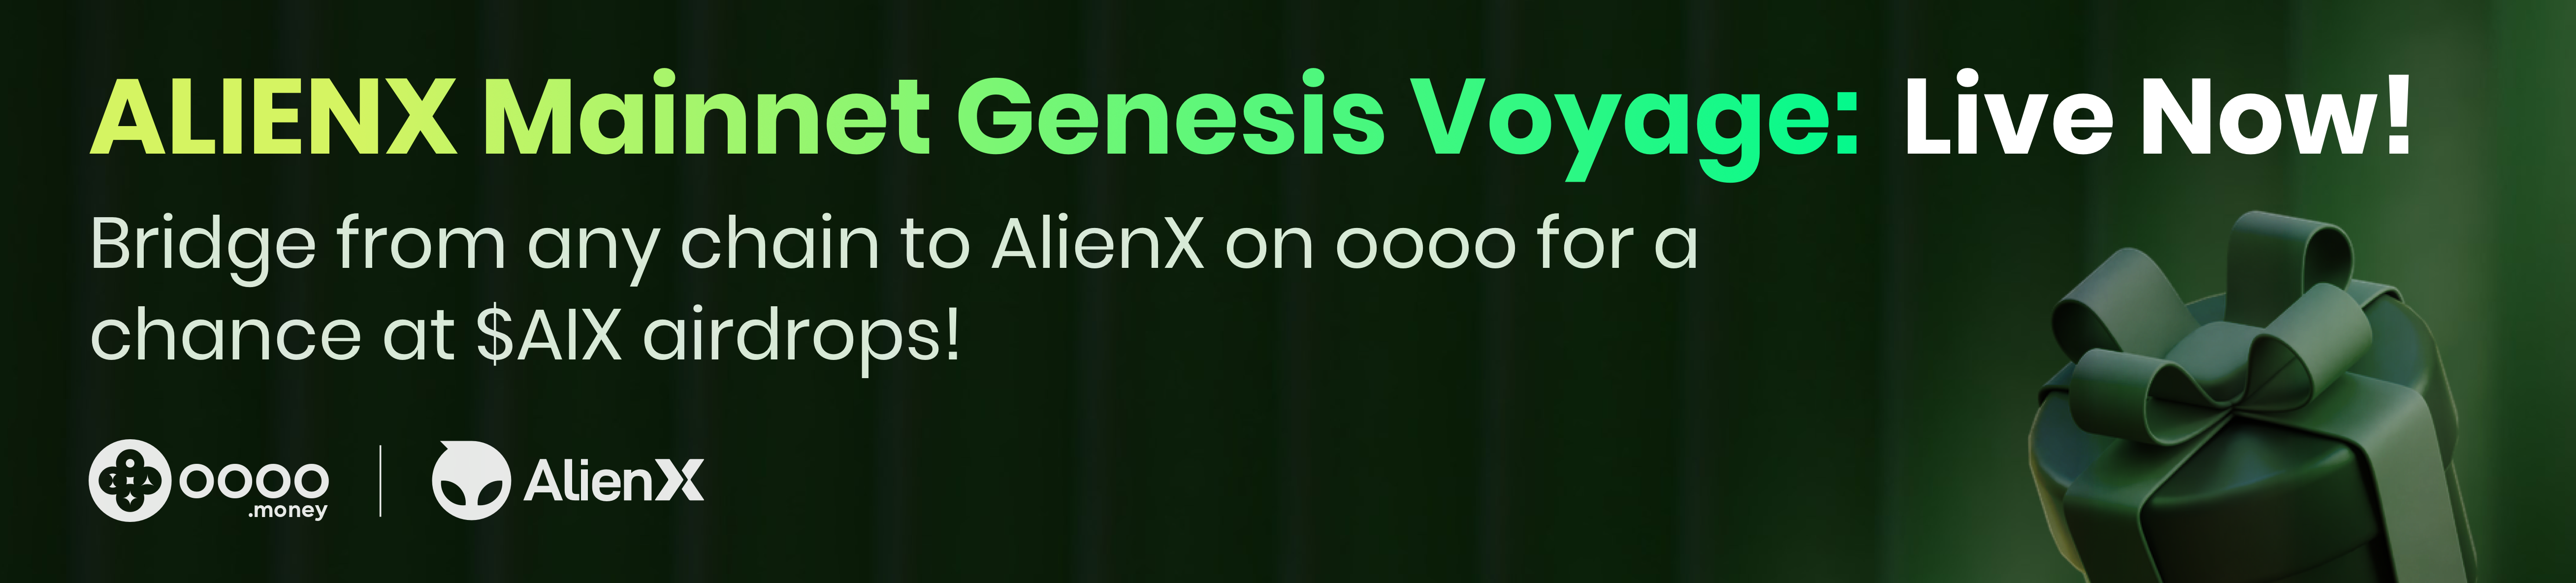 ALIENX Mainnet Genesis Voyage: Live Now!
Bridge from any chain to AlienX on oooo for a
chance at $AIX airdrops!
oooo
.money
AlienX